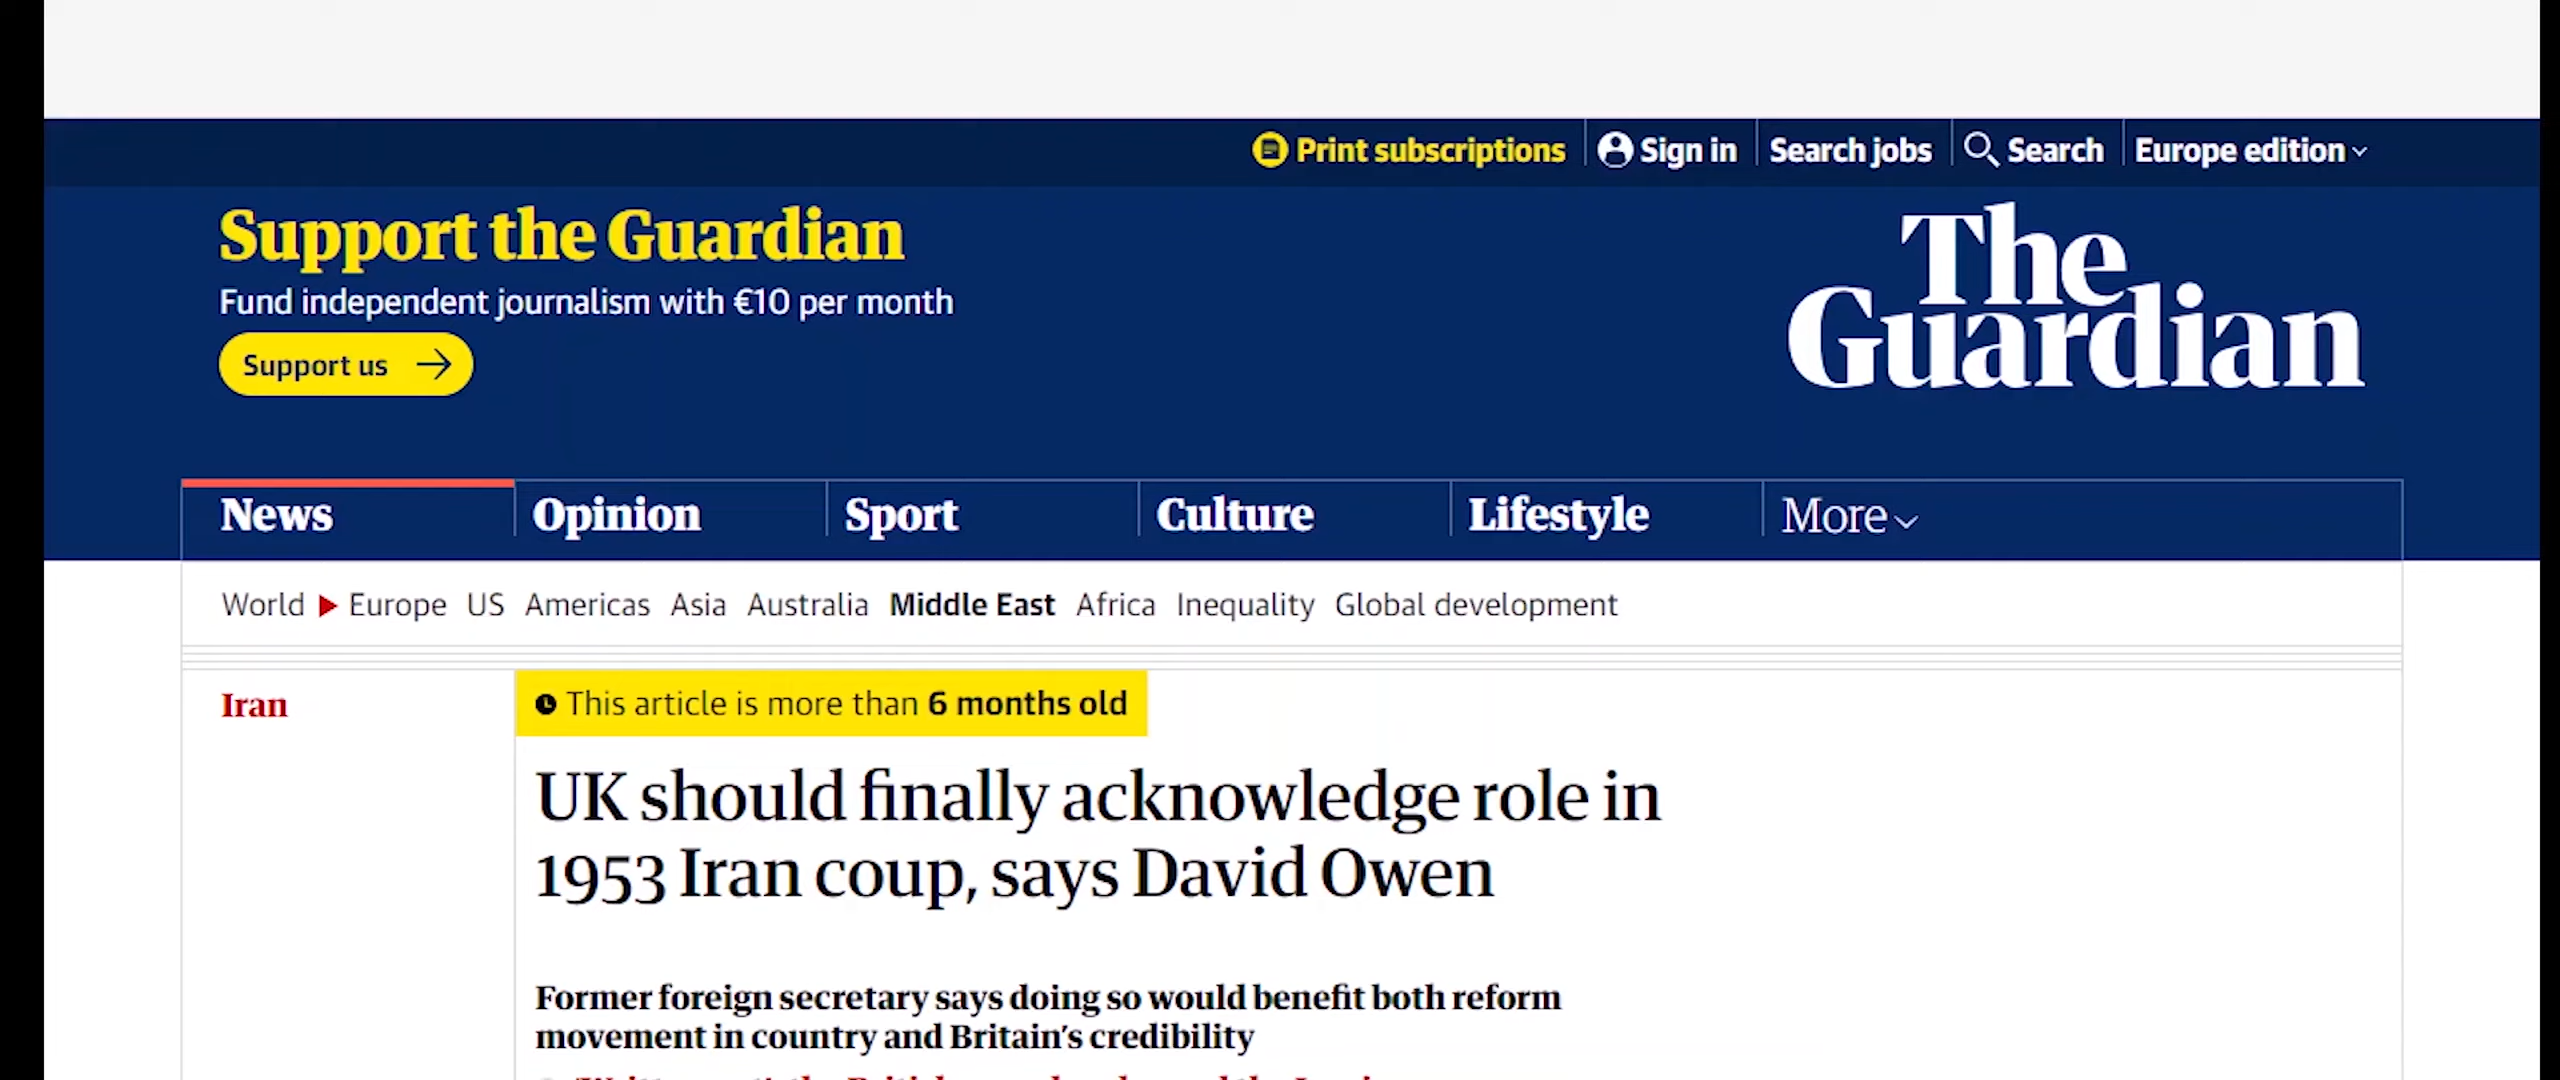 Print subscriptions
Sign in
Search jobs
Search
Europe edition
Support the Guardian
Fund independent journalism with €10 per month
Support us
The
Guardian
News
Opinion
Sport
Culture
Lifestyle
More
World Europe US Americas Asia Australia Middle East Africa Inequality Global development
Iran
This article is more than 6 months old
UK should finally acknowledge role in
1953 Iran coup, says David Owen
Former foreign secretary says doing so would benefit both reform
movement in country and Britain’s credibility